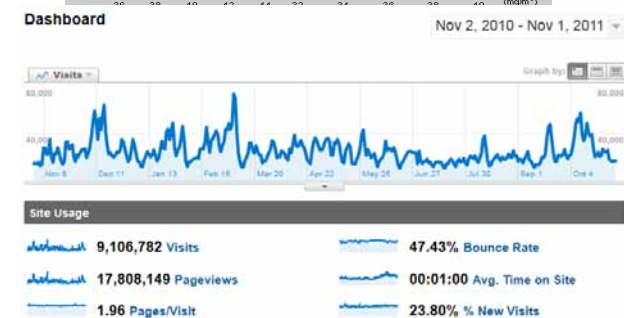 (mg/m³)
Dashboard
Nov 2, 2010 - Nov 1, 2011
Visits
Graph by:
80,000 80,000
40,000 40,000
Nov 8 Dec 11 Jan 13 Feb 15 Mar 20 Apr 22 May 25 Jun 27 Jul 30 Sep 1 Oct 4
Site Usage
9,106,782 Visits 47.43% Bounce Rate
17,808,149 Pageviews 00:01:00 Avg. Time on Site
1.96 Pages/Visit 23.80% % New Visits